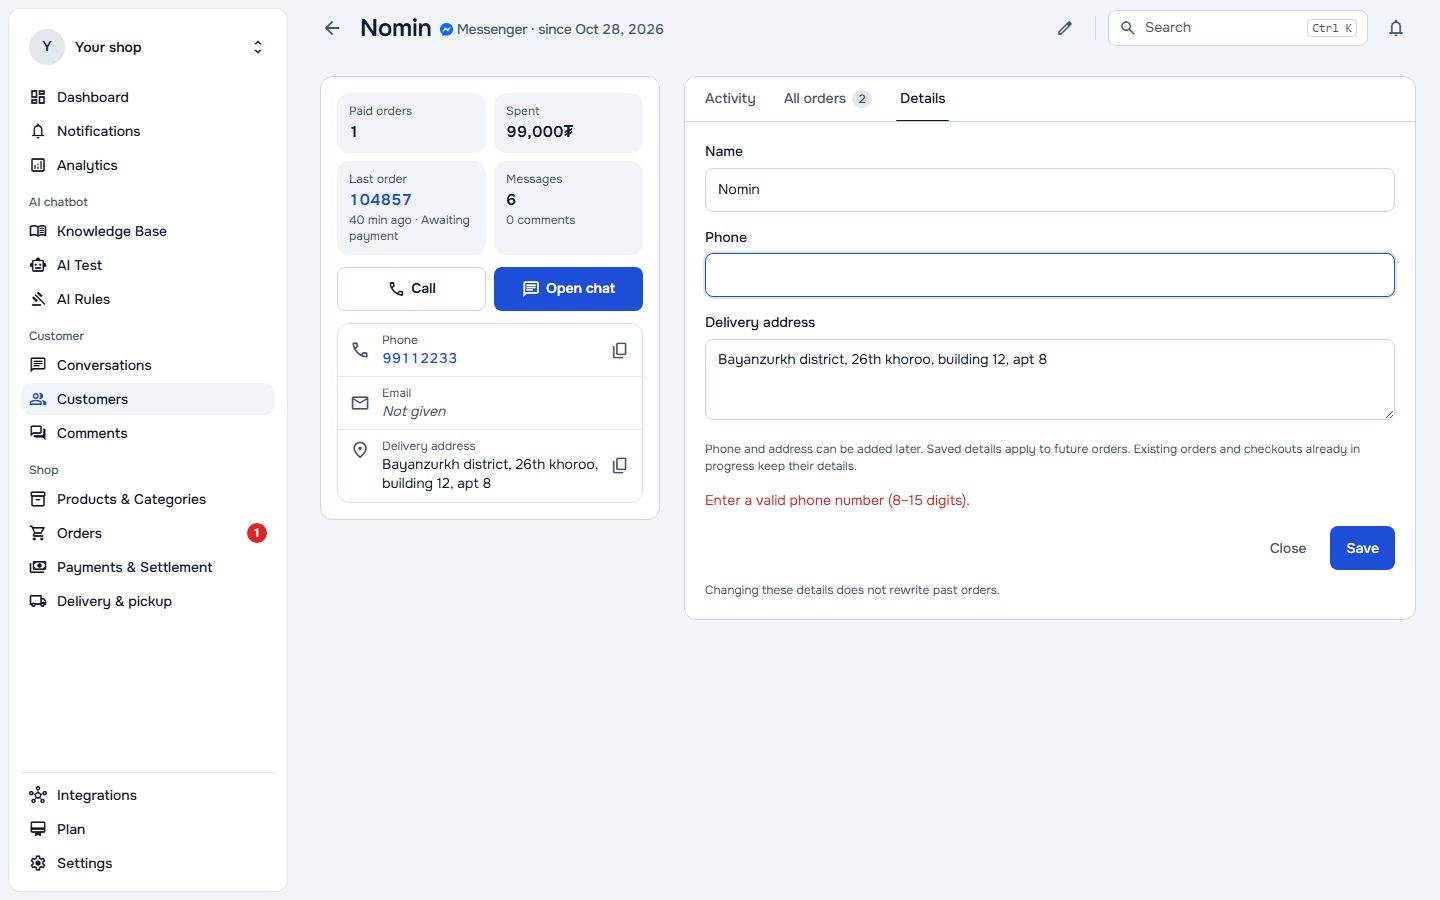 Y Your shop
Dashboard
Notifications
Analytics
AI chatbot
Knowledge Base
AI Test
AI Rules
Customer
Conversations
Customers
Comments
Shop
Products & Categories
Orders 1
Payments & Settlement
Delivery & pickup
Integrations
Plan
Settings
Nomin Messenger · since Oct 28, 2026
Search Ctrl K
Paid orders
1
Spent
99,000₮
Last order
104857
40 min ago · Awaiting
payment
Messages
6
0 comments
Call
Open chat
Phone
99112233
Email
Not given
Delivery address
Bayanzurkh district, 26th khoroo,
building 12, apt 8
Activity All orders 2 Details
Name
Nomin
Phone
Delivery address
Bayanzurkh district, 26th khoroo, building 12, apt 8
Phone and address can be added later. Saved details apply to future orders. Existing orders and checkouts already in
progress keep their details.
Enter a valid phone number (8–15 digits).
Close Save
Changing these details does not rewrite past orders.